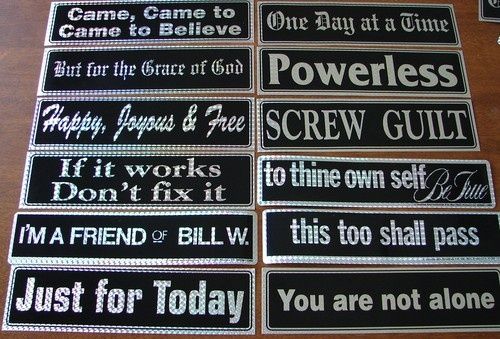 Came, Came to
Came to Believe
One Day at a Time
But for the Grace of God
Powerless
Happy, Joyous & Free
SCREW GUILT
If it works
Don't fix it
to thine own self Be True
I'M A FRIEND OF BILL W.
this too shall pass
Just for Today
You are not alone